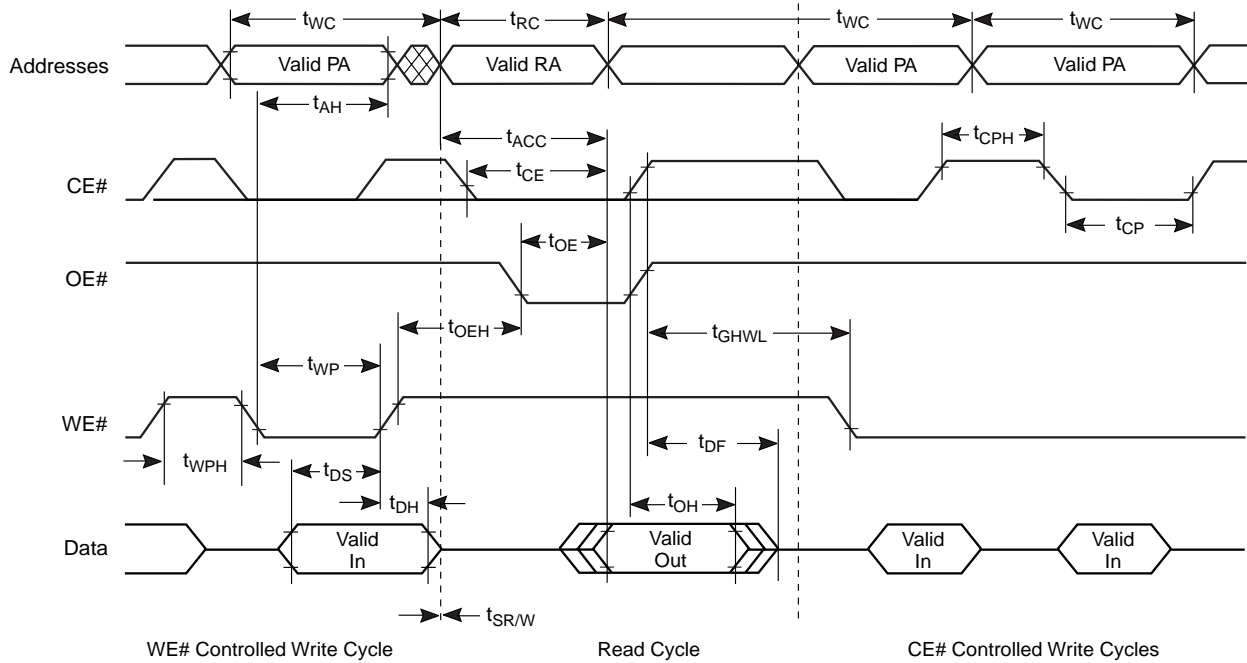 tWC
tRC
tWC
tWC
Addresses
Valid PA
Valid RA
Valid PA
Valid PA
tAH
tACC
tCPH
CE#
tCE
tCP
tOE
OE#
tOEH
tGHWL
tWP
WE#
tWPH
tDS
tDF
tDH
tOH
Data
Valid
In
Valid
Out
Valid
In
Valid
In
tSR/W
WE# Controlled Write Cycle
Read Cycle
CE# Controlled Write Cycles